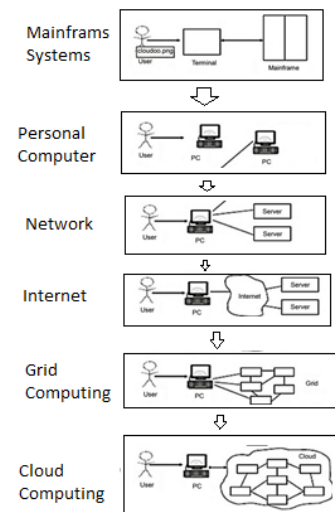 Mainframs
Systems
cloudoo.png
User
Terminal
Mainframe
Personal
Computer
User
PC
PC
Network
User
PC
Server
Server
Internet
User
PC
Internet
Server
Server
Grid
Computing
User
PC
Grid
Cloud
Computing
User
PC
Cloud